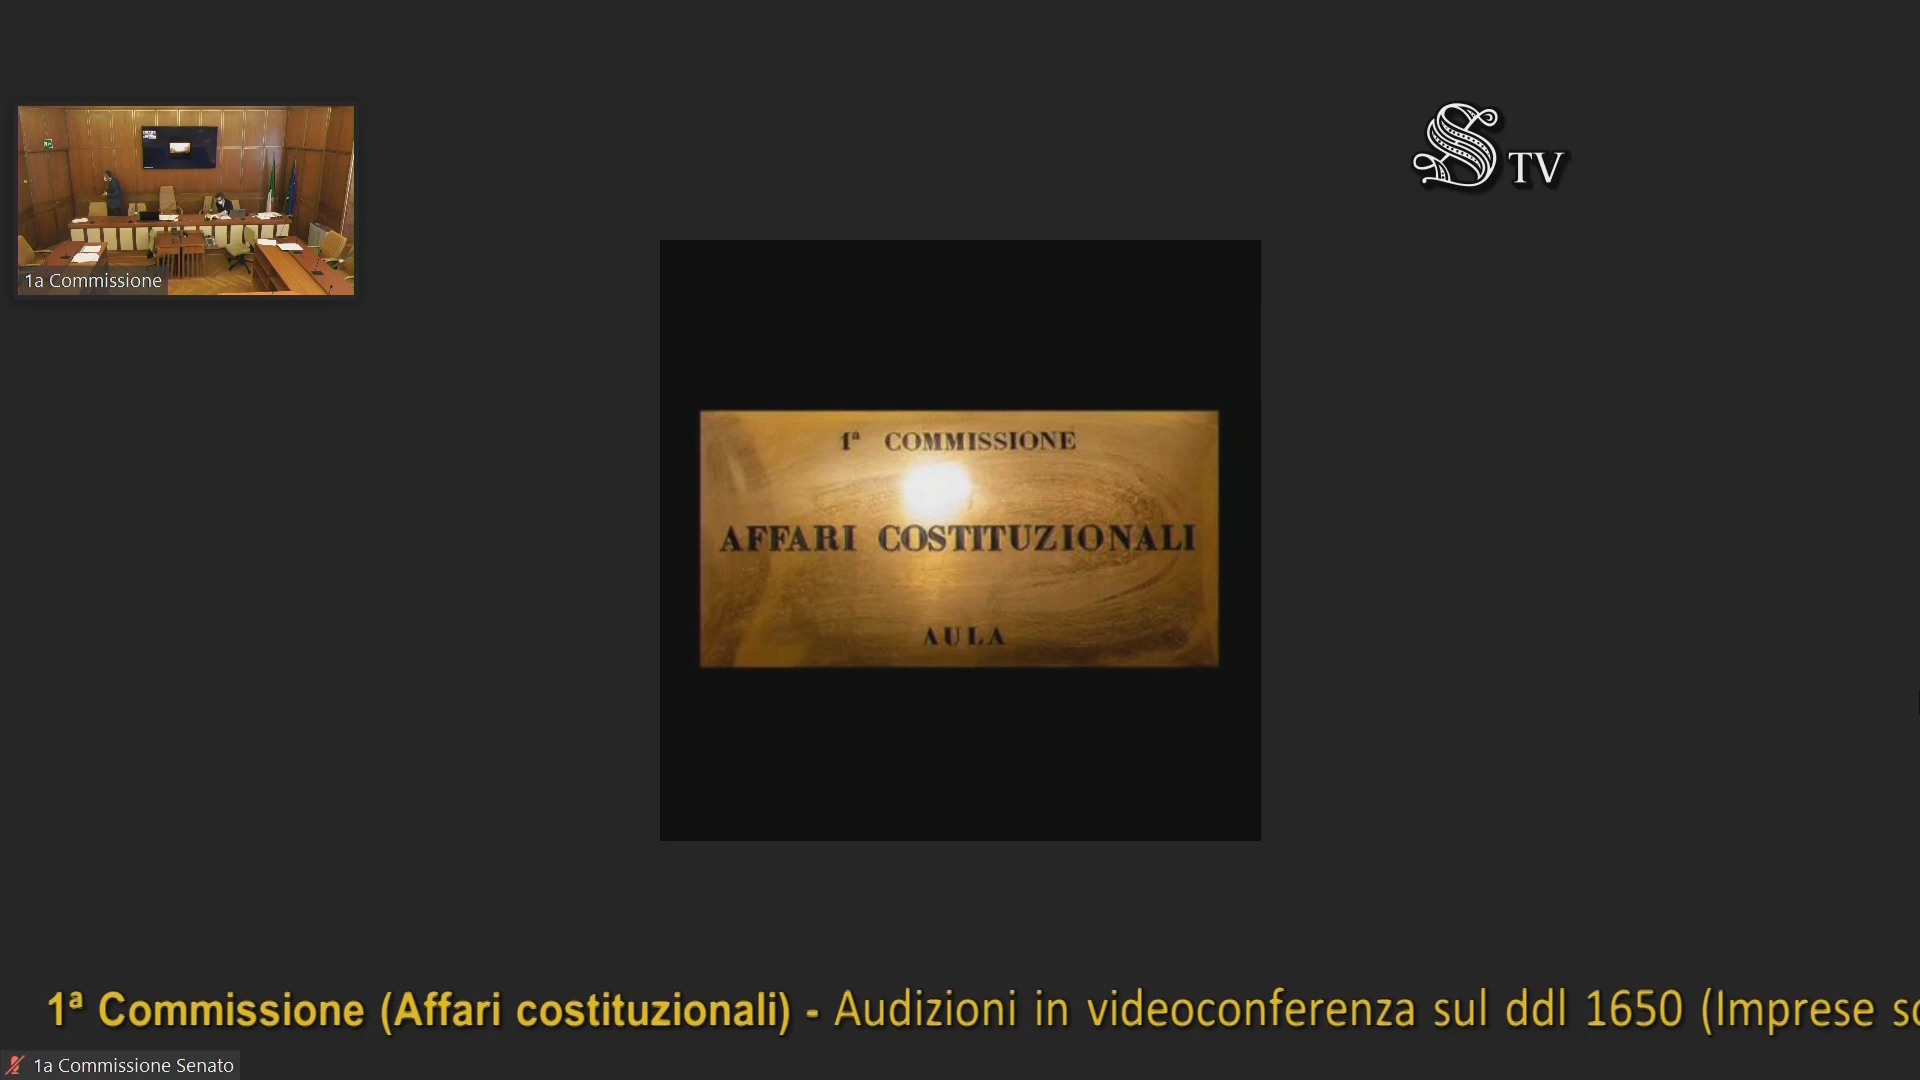 1a Commissione
S TV
1ª COMMISSIONE
AFFARI COSTITUZIONALI
AULA
1ª Commissione (Affari costituzionali) - Audizioni in videoconferenza sul ddl 1650 (Imprese so
1a Commissione Senato